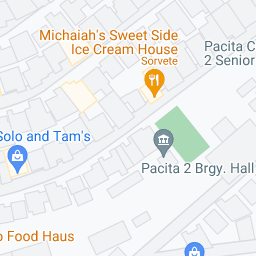 Michaiah's Sweet Side
Ice Cream House
Sorvete
Pacita C
2 Senior
Solo and Tam's
Pacita 2 Brgy. Hall
o Food Haus